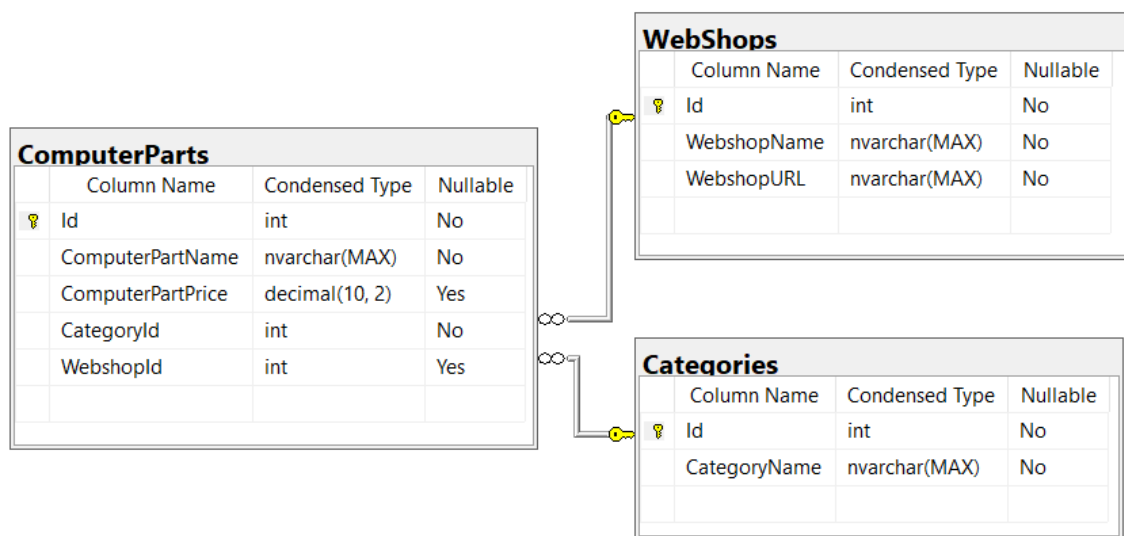 ComputerParts
Column Name Condensed Type Nullable
Id int No
ComputerPartName nvarchar(MAX) No
ComputerPartPrice decimal(10, 2) Yes
CategoryId int No
WebshopId int Yes
WebShops
Column Name Condensed Type Nullable
Id int No
WebshopName nvarchar(MAX) No
WebshopURL nvarchar(MAX) No
Categories
Column Name Condensed Type Nullable
Id int No
CategoryName nvarchar(MAX) No